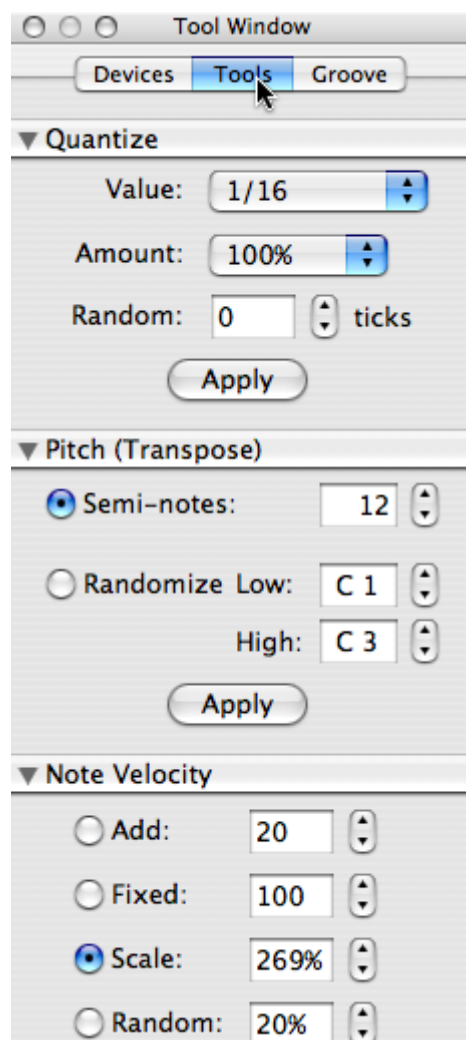 Tool Window
Devices Tools Groove
Quantize
Value: 1/16
Amount: 100%
Random: 0 ticks
Apply
Pitch (Transpose)
Semi-notes: 12
Randomize Low: C 1
High: C 3
Apply
Note Velocity
Add: 20
Fixed: 100
Scale: 269%
Random: 20%